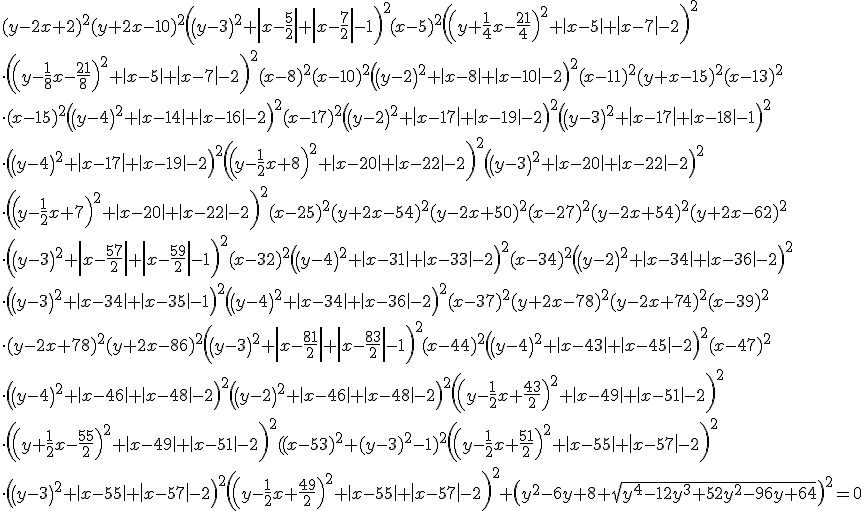 (y-2x+2)²(y+2x-10)²((y-3)²+|x-5/2|+|x-7/2|-1)²(x-5)²((y+1/4x-21/4)²+|x-5|+|x-7|-2)²
·((y-1/8x-21/8)²+|x-5|+|x-7|-2)²(x-8)²(x-10)²((y-2)²+|x-8|+|x-10|-2)²(x-11)²(y+x-15)²(x-13)²
·(x-15)²((y-4)²+|x-14|+|x-16|-2)²(x-17)²((y-2)²+|x-17|+|x-19|-2)²((y-3)²+|x-17|+|x-18|-1)²
·((y-4)²+|x-17|+|x-19|-2)²((y-1/2x+8)²+|x-20|+|x-22|-2)²((y-3)²+|x-20|+|x-22|-2)²
·((y-1/2x+7)²+|x-20|+|x-22|-2)²(x-25)²(y+2x-54)²(y-2x+50)²(x-27)²(y-2x+54)²(y+2x-62)²
·((y-3)²+|x-57/2|+|x-59/2|-1)²(x-32)²((y-4)²+|x-31|+|x-33|-2)²(x-34)²((y-2)²+|x-34|+|x-36|-2)²
·((y-3)²+|x-34|+|x-35|-1)²((y-4)²+|x-34|+|x-36|-2)²(x-37)²(y+2x-78)²(y-2x+74)²(x-39)²
·(y-2x+78)²(y+2x-86)²((y-3)²+|x-81/2|+|x-83/2|-1)²(x-44)²((y-4)²+|x-43|+|x-45|-2)²(x-47)²
·((y-4)²+|x-46|+|x-48|-2)²((y-2)²+|x-46|+|x-48|-2)²((y-1/2x+43/2)²+|x-49|+|x-51|-2)²
·((y+1/2x-55/2)²+|x-49|+|x-51|-2)²((x-53)²+(y-3)²-1)²((y-1/2x+51/2)²+|x-55|+|x-57|-2)²
·((y-3)²+|x-55|+|x-57|-2)²((y-1/2x+49/2)²+|x-55|+|x-57|-2)²+(y²-6y+8+√(y⁴-12y³+52y²-96y+64))²=0